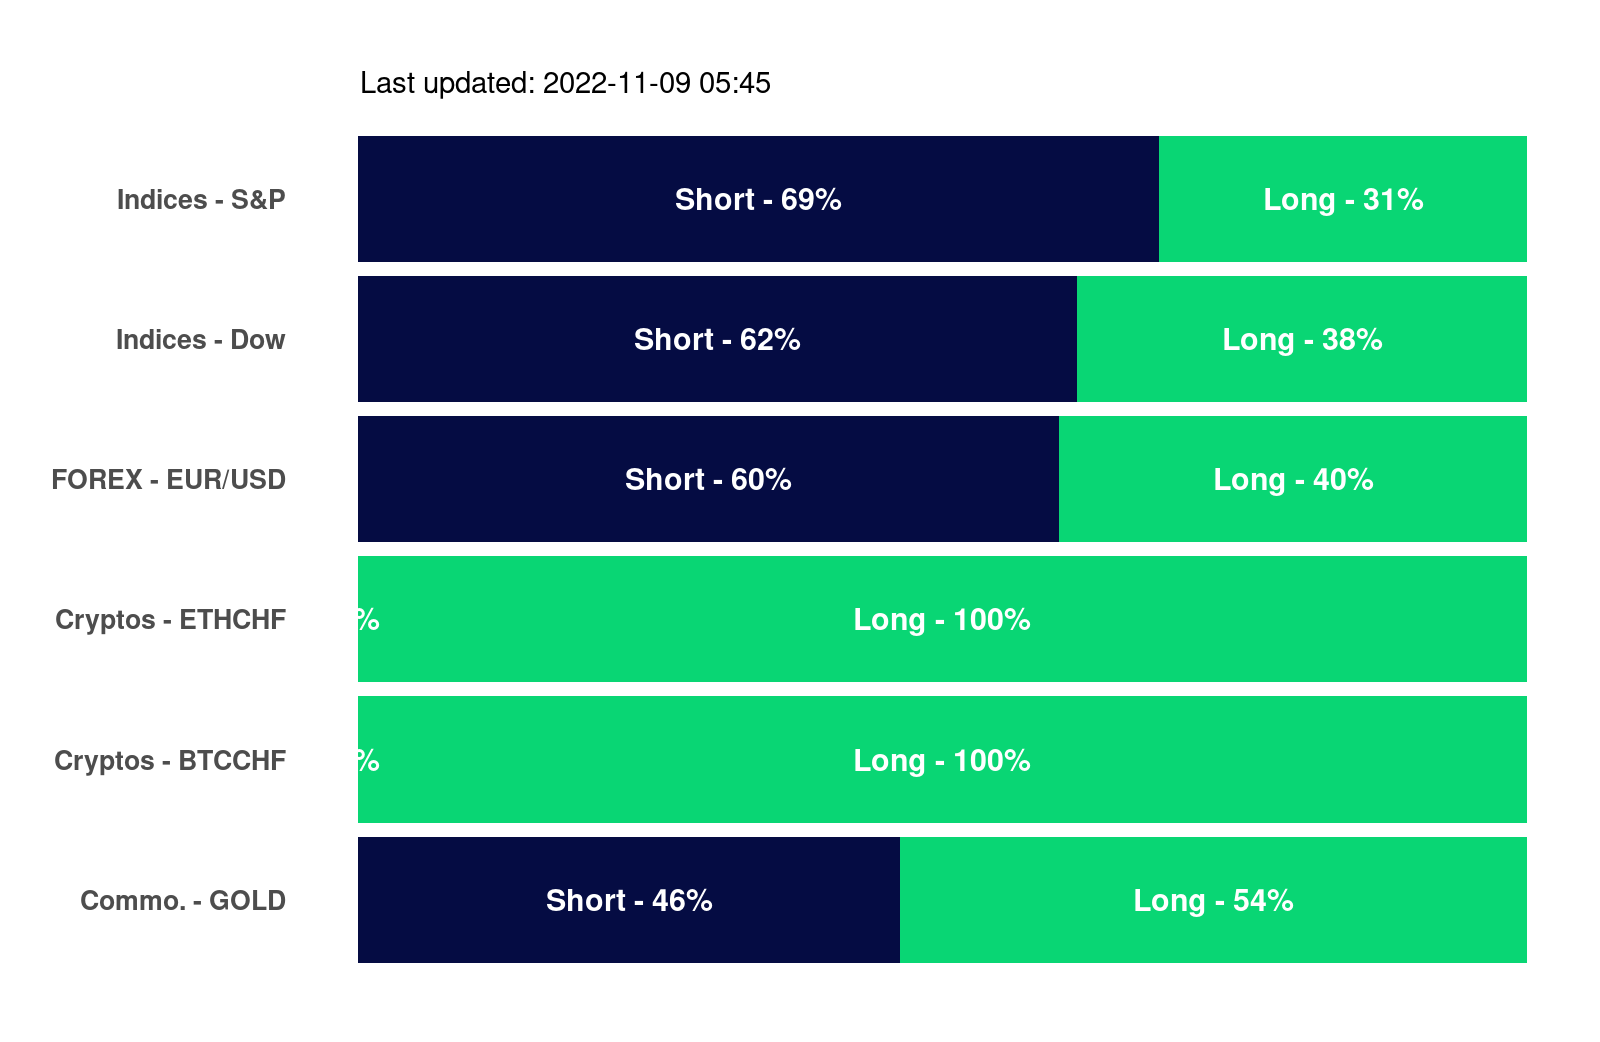 Last updated: 2022-11-09 05:45
Indices - S&P Short - 69% Long - 31%
Indices - Dow Short - 62% Long - 38%
FOREX - EUR/USD Short - 60% Long - 40%
Cryptos - ETHCHF % Long - 100%
Cryptos - BTCCHF % Long - 100%
Commo. - GOLD Short - 46% Long - 54%